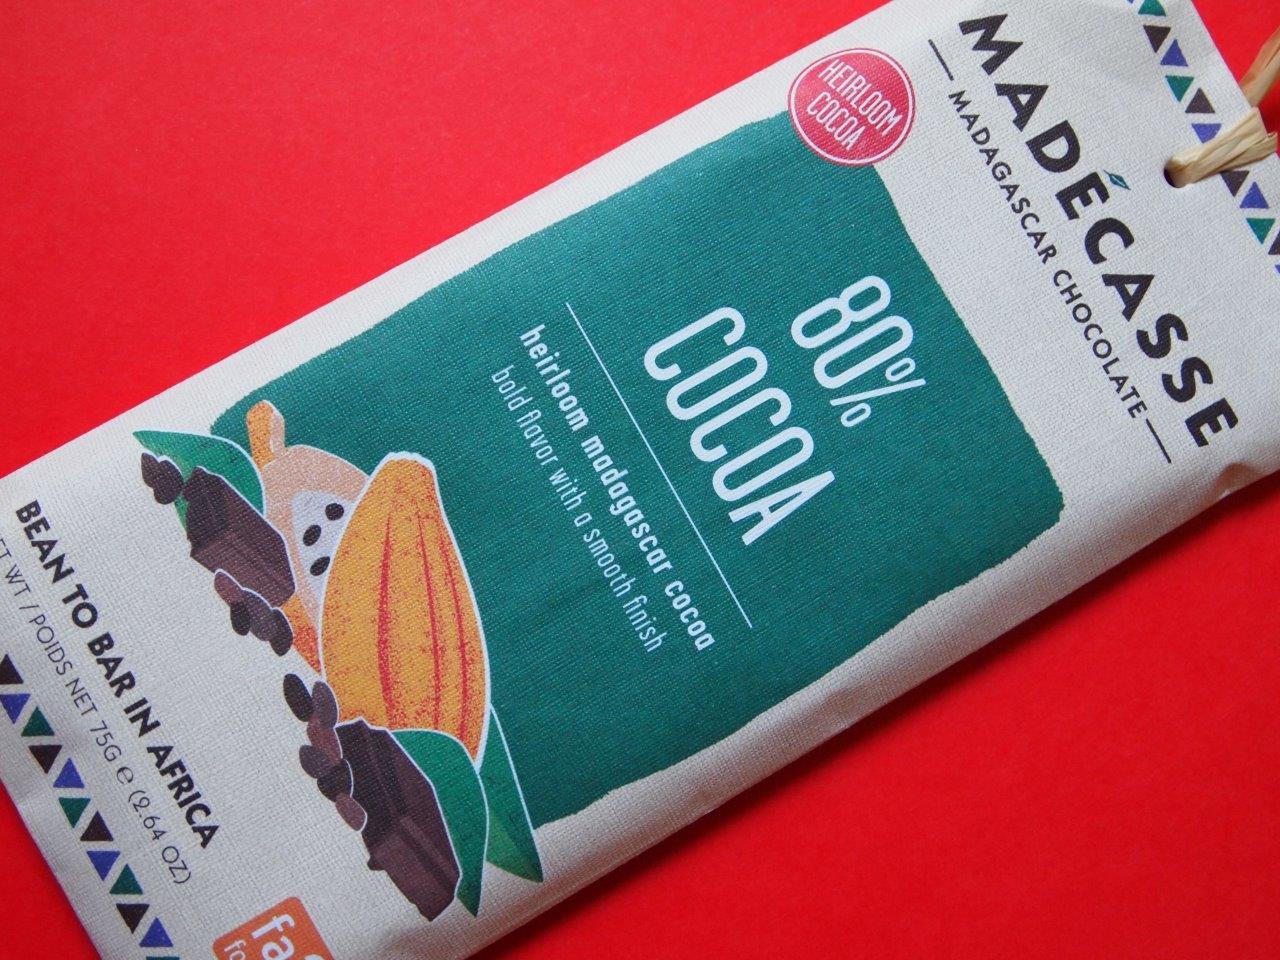 MADÉCASSE
MADAGASCAR CHOCOLATE
HEIRLOOM
COCOA
80%
COCOA
heirloom madagascar cocoa
bold flavor with a smooth finish
BEAN TO BAR IN AFRICA
WT / POIDS NET 75G ℮ (2.64 OZ)